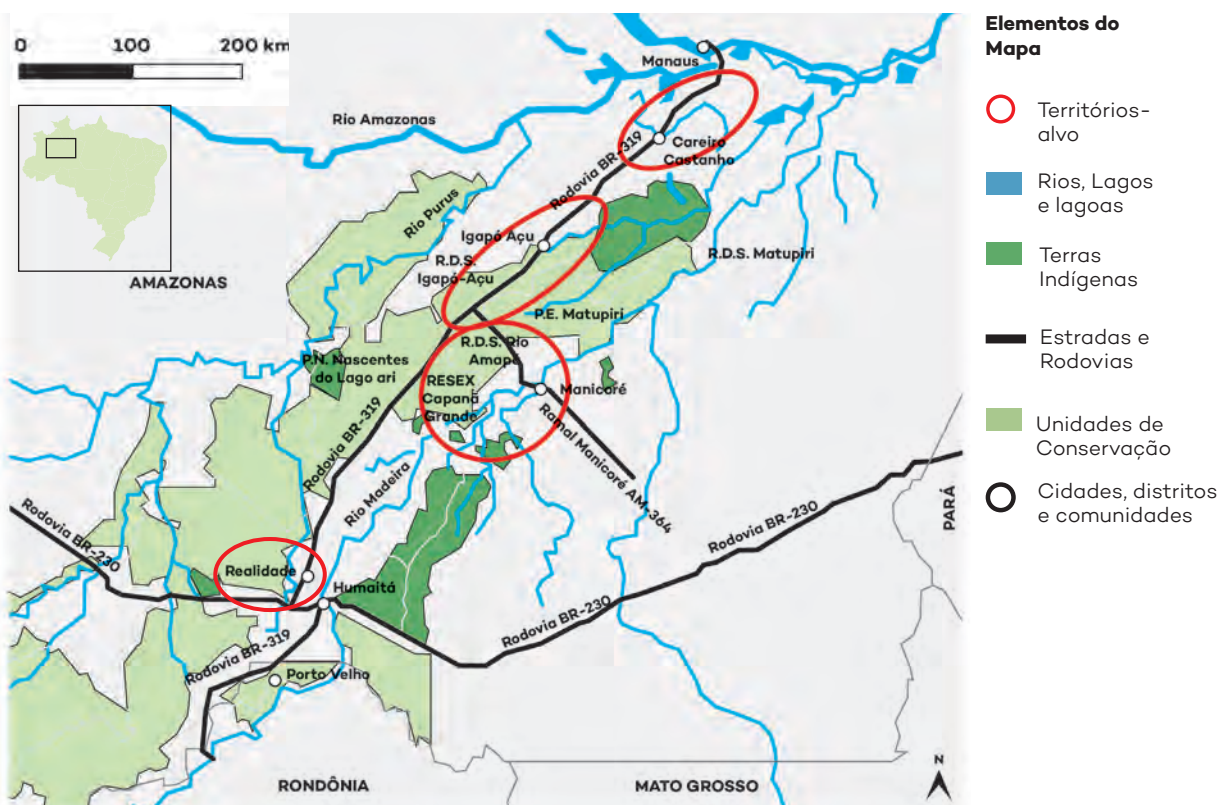 0 100 200 km
Manaus
Rio Amazonas
Careiro
Castanho
Rodovia BR-319
Rio Purus
Igapó Açu
R.D.S.
Igapó-Açu
R.D.S. Matupiri
AMAZONAS
P.E. Matupiri
R.D.S. Rio
Amapá
P.N. Nascentes
do Lago ari
RESEX
Capanã
Grande
Manicoré
Rodovia BR-319
Ramal Manicoré AM-364
Rio Madeira
PARÁ
Rodovia BR-230
Rodovia BR-230
Realidade
Humaitá
Rodovia BR-230
Rodovia BR-319
Porto Velho
RONDÔNIA
MATO GROSSO
N
Elementos do
Mapa
Territórios-
alvo
Rios, Lagos
e lagoas
Terras
Indígenas
Estradas e
Rodovias
Unidades de
Conservação
Cidades, distritos
e comunidades